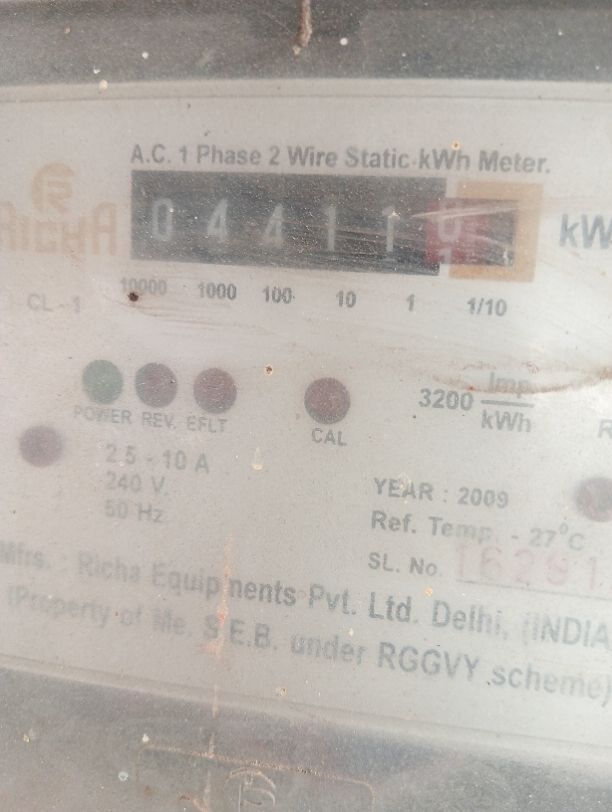 A.C. 1 Phase 2 Wire Static kWh Meter.
RICHA
0 4 4 1 1
kW
10000 1000 100 10 1 1/10
CL - 1
POWER REV. EFLT
CAL
3200 Imp
kWh
2.5 - 10 A
240 V.
50 Hz
YEAR : 2009
Ref. Temp. - 27°C
SL. No. 16291
Mfrs. : Richa Equipments Pvt. Ltd. Delhi, (INDIA
(Property of Me. S.E.B. under RGGVY scheme)